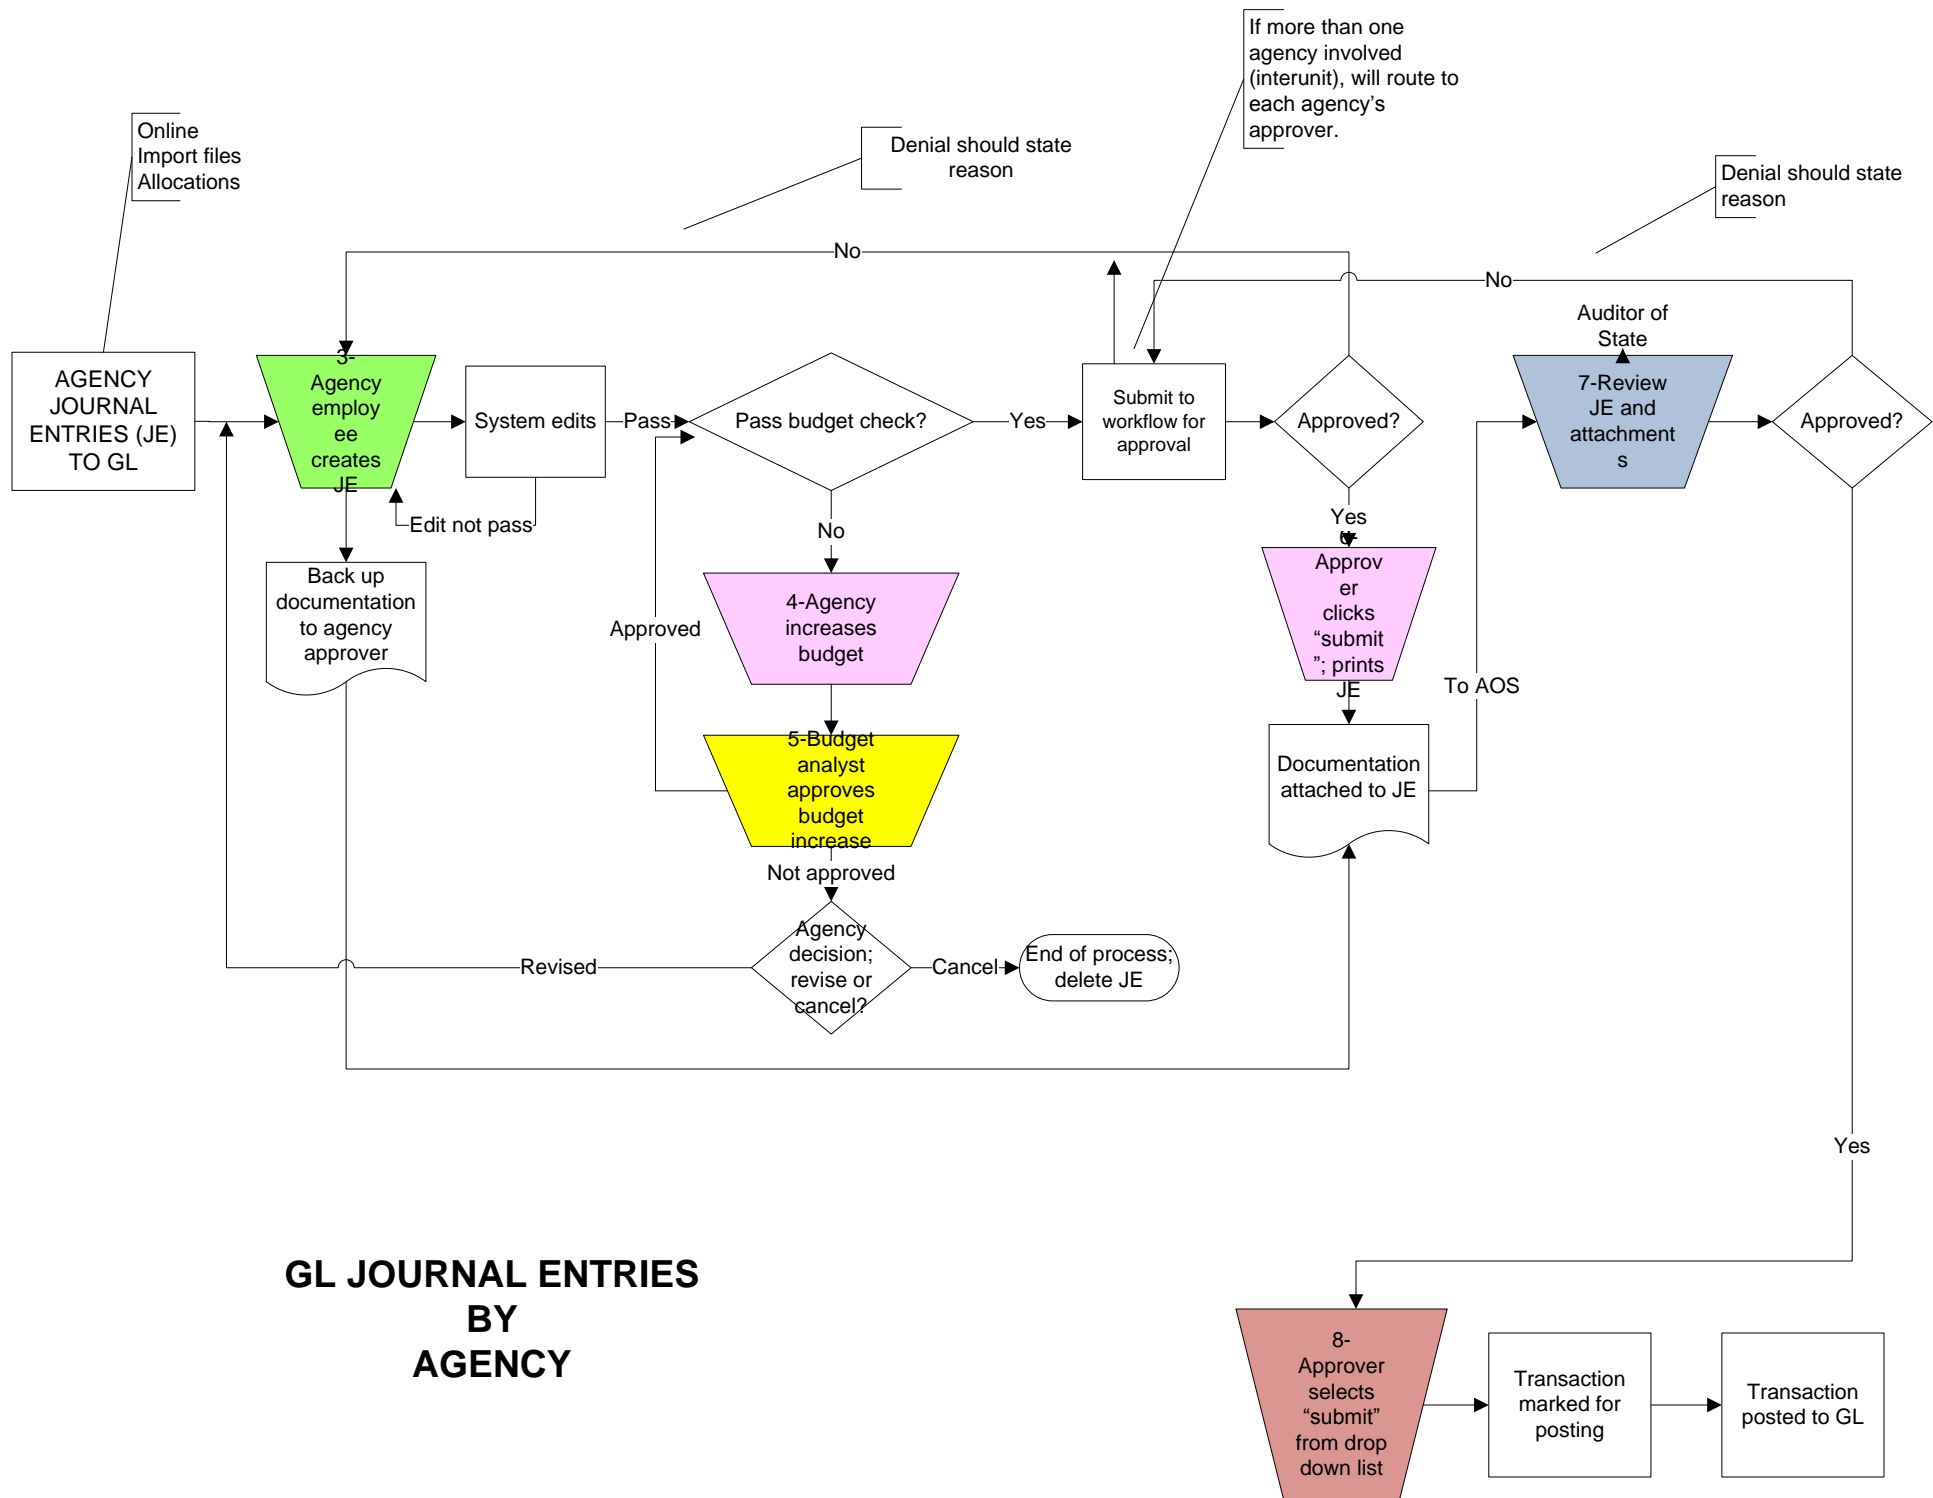 If more than one
agency involved
(interunit), will route to
each agency’s
approver.
Online
Import files
Allocations
Denial should state
reason
Denial should state
reason
No
No
Auditor of
State
AGENCY
JOURNAL
ENTRIES (JE)
TO GL
3-
Agency
employ
ee
creates
JE
System edits
Pass
Pass budget check?
Yes
Submit to
workflow for
approval
Approved?
7-Review
JE and
attachment
s
Approved?
Edit not pass
No
Yes
Back up
documentation
to agency
approver
Approved
4-Agency
increases
budget
6-
Approv
er
clicks
“submit
”; prints
JE
To AOS
5-Budget
analyst
approves
budget
increase
Documentation
attached to JE
Not approved
Agency
decision;
revise or
cancel?
Revised
Cancel
End of process;
delete JE
Yes
GL JOURNAL ENTRIES
BY
AGENCY
8-
Approver
selects
“submit”
from drop
down list
Transaction
marked for
posting
Transaction
posted to GL